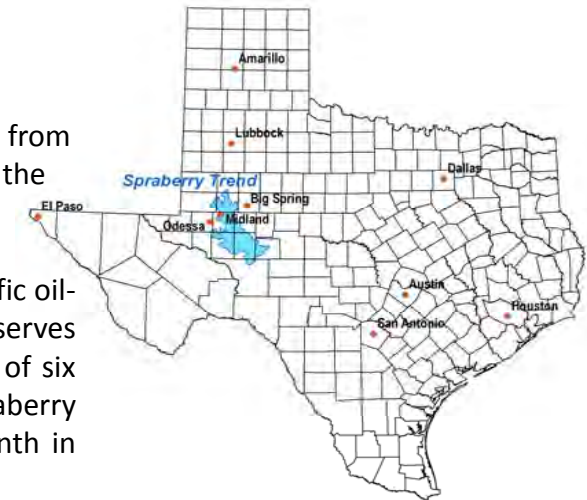 from
the
fic oil-
serves
of six
aberry
nth in
Amarillo
Lubbock
Spraberry Trend
Dallas
Big Spring
El Paso
Midland
Odessa
Austin
Houston
San Antonio